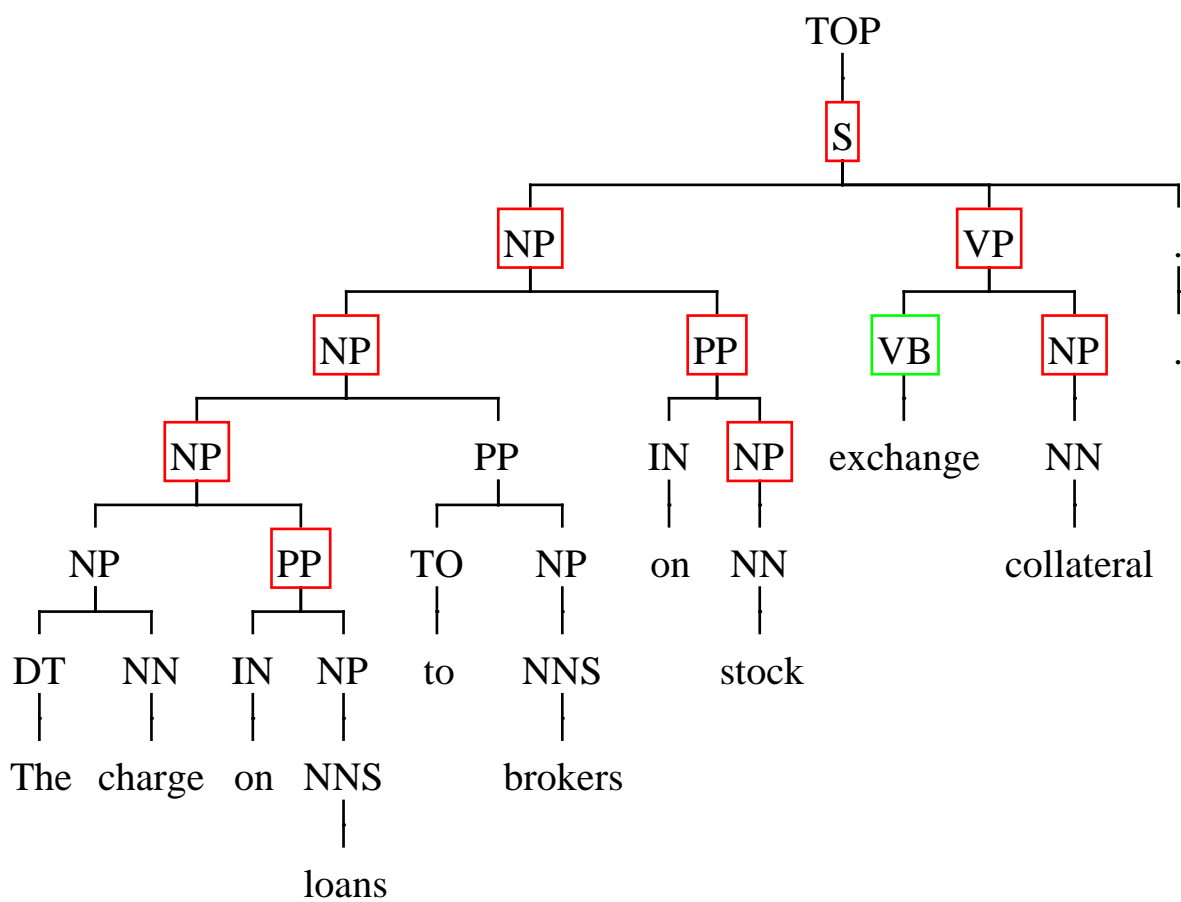 TOP
S
NP VP .
NP PP VB NP .
NP PP IN NP exchange NN
NP PP TO NP on NN collateral
DT NN IN NP to NNS stock
The charge on NNS brokers
loans